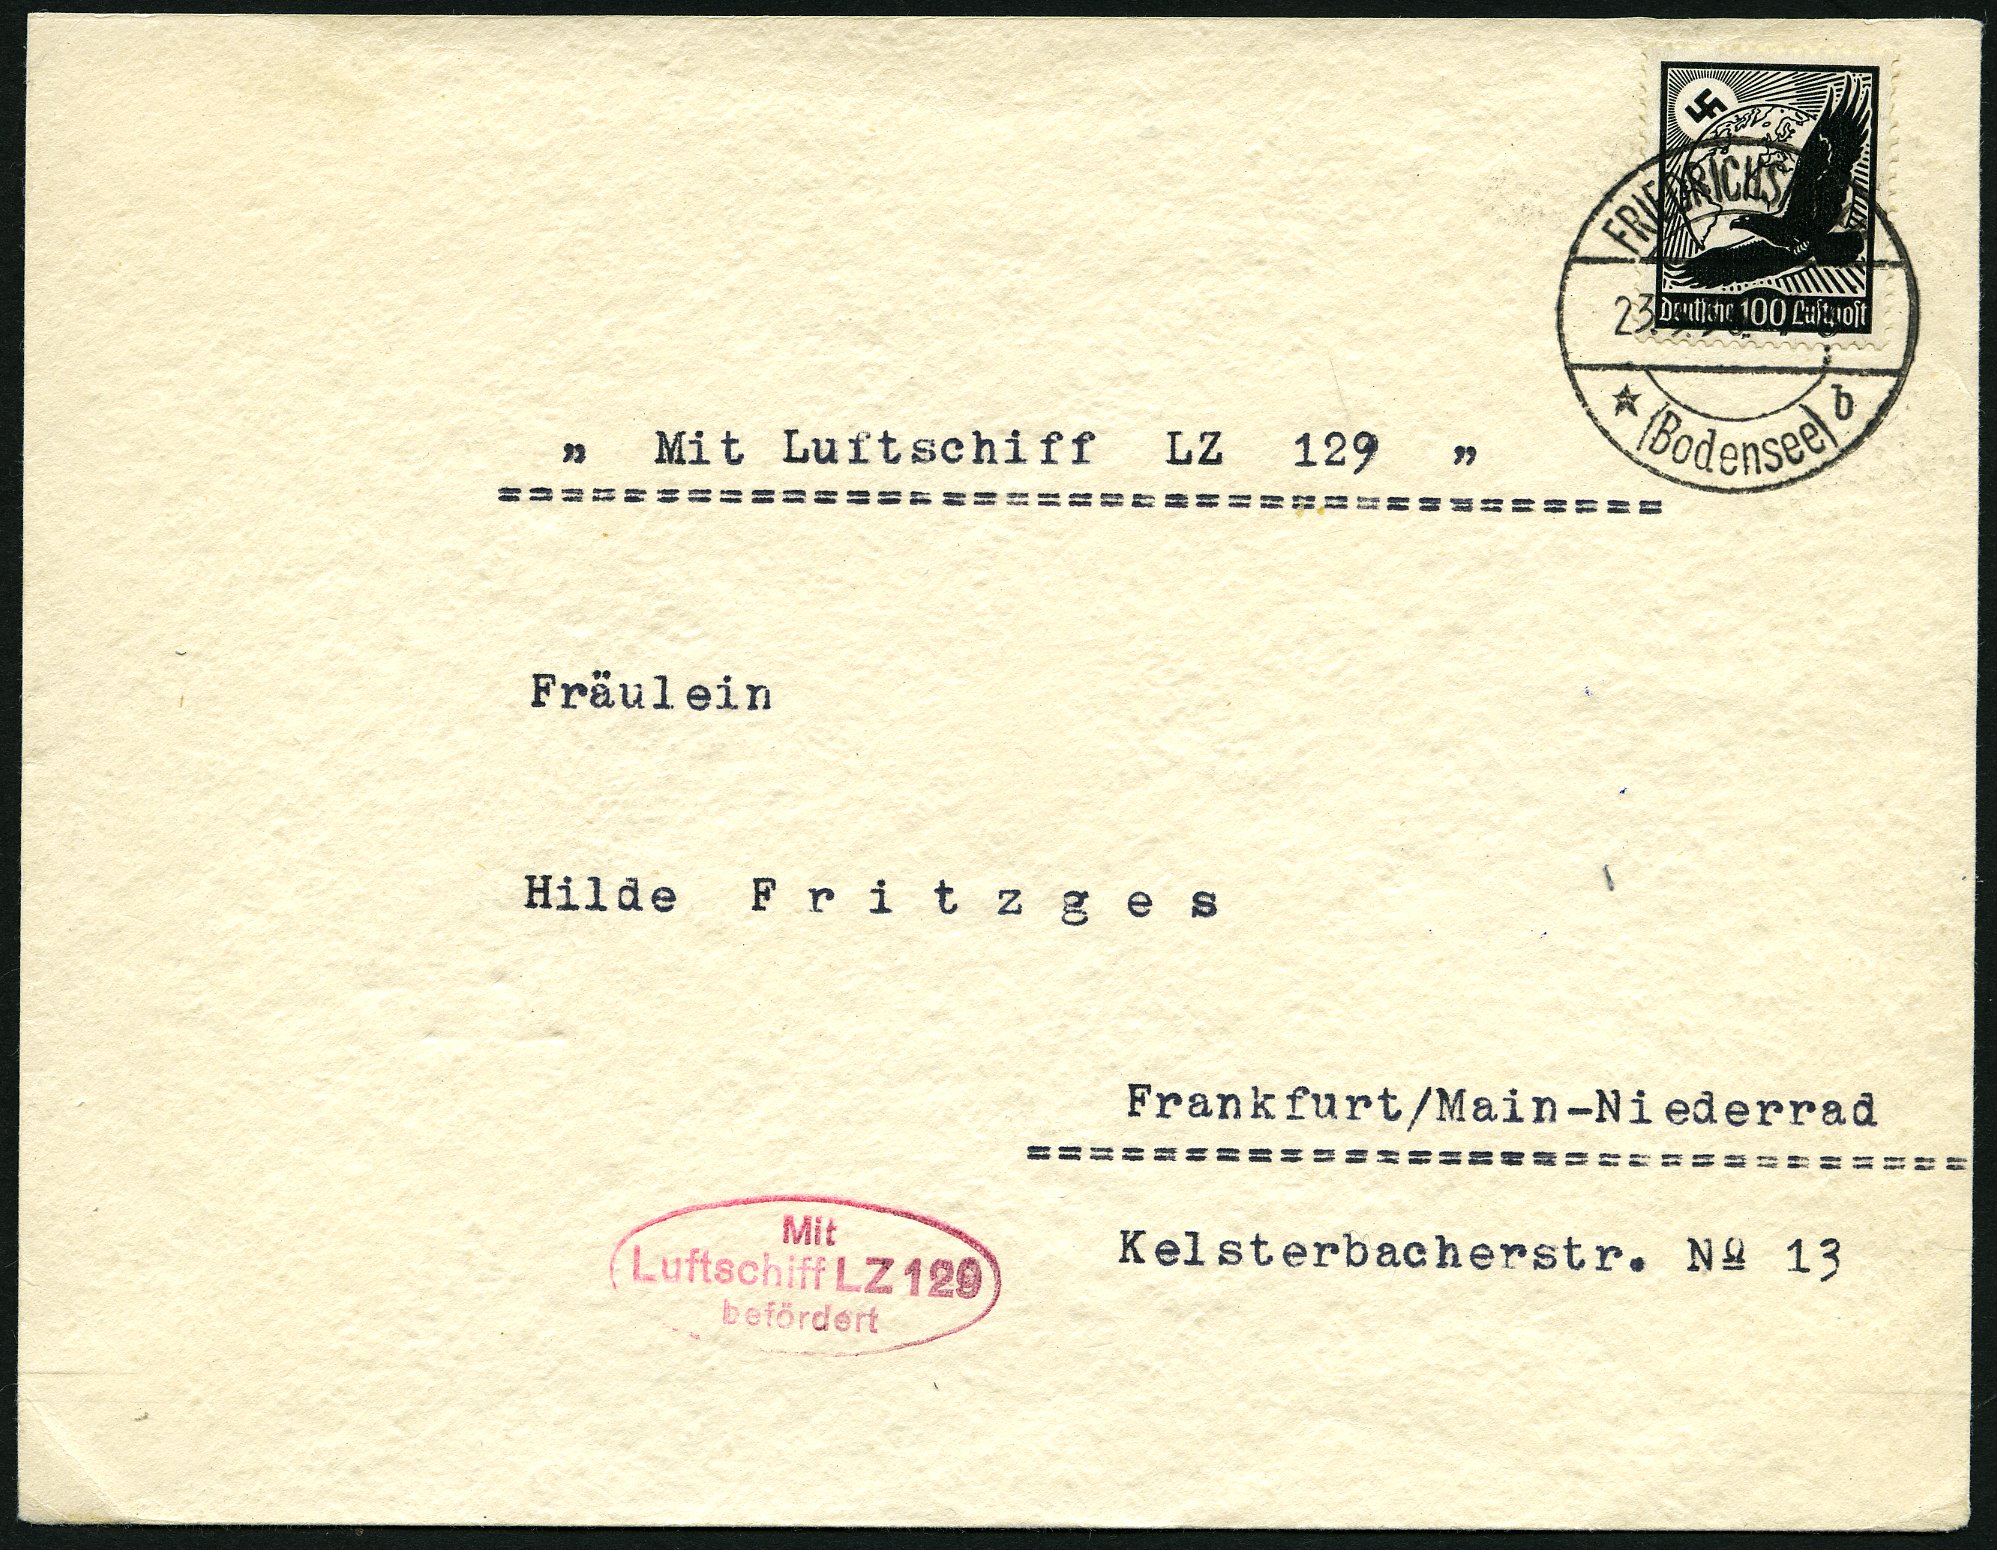 Deutsche 100 Luftpost
FRIEDRICHS
23.
(Bodensee) b
„ Mit Luftschiff LZ 129 „
Fräulein
Hilde F r i t z g e s
Frankfurt/Main-Niederrad
Kelsterbacherstr. No 13
Mit
Luftschiff LZ 129
befördert